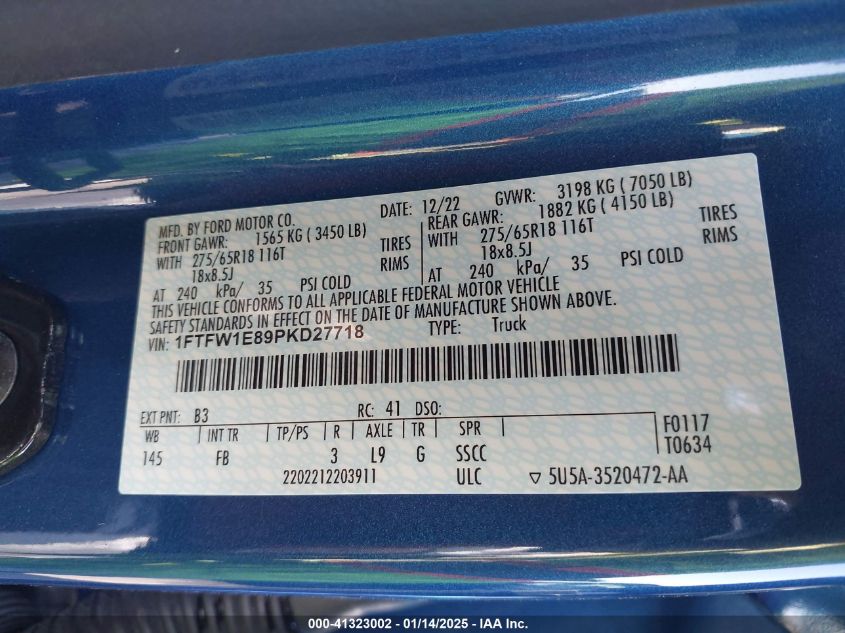 MFD. BY FORD MOTOR CO.
DATE: 12/22 GVWR: 3198 KG ( 7050 LB)
FRONT GAWR: 1565 KG ( 3450 LB) REAR GAWR: 1882 KG ( 4150 LB)
WITH 275/65R18 116T TIRES WITH 275/65R18 116T TIRES
18x8.5J RIMS 18x8.5J RIMS
AT 240 kPa/ 35 PSI COLD AT 240 kPa/ 35 PSI COLD
THIS VEHICLE CONFORMS TO ALL APPLICABLE FEDERAL MOTOR VEHICLE
SAFETY STANDARDS IN EFFECT ON THE DATE OF MANUFACTURE SHOWN ABOVE.
VIN: 1FTFW1E89PKD27718 TYPE: Truck
EXT PNT: B3 RC: 41 DSO:
WB INT TR TP/PS R AXLE TR SPR F0117
145 FB 3 L9 G SSCC T0634
2202212203911 ULC ▽ 5U5A-3520472-AA
000-41323002 - 01/14/2025 - IAA Inc.